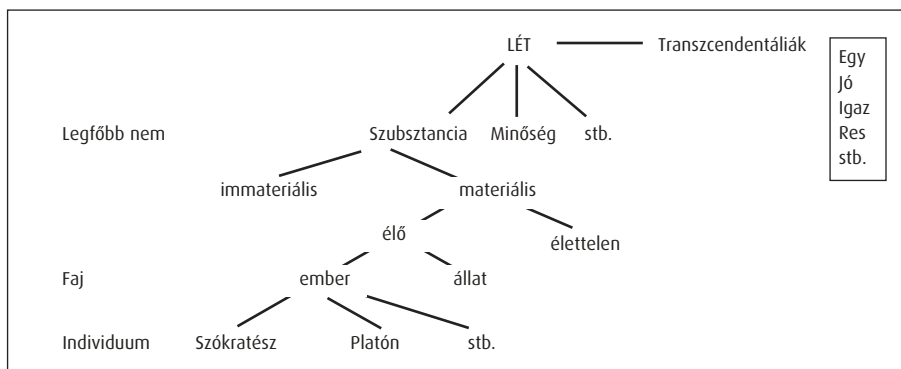 LÉT Transzcendentáliák
Egy
Jó
Igaz
Res
stb.
Legfőbb nem Szubsztancia Minőség stb.
immateriális materiális
élő élettelen
Faj ember állat
Individuum Szókratész Platón stb.